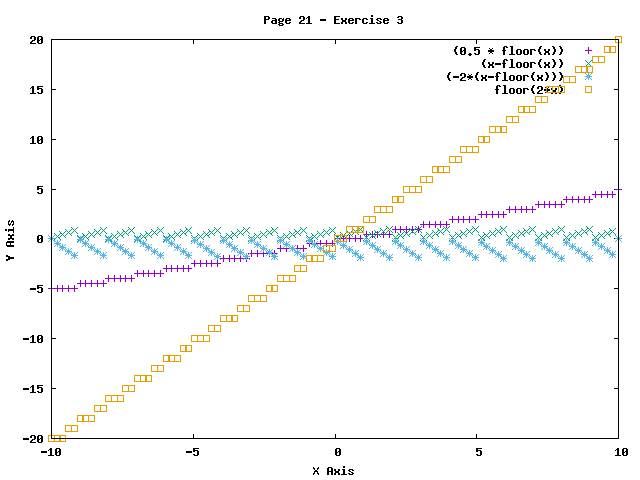 Page 21 - Exercise 3
(0.5 * floor(x))
(x-floor(x))
(-2*(x-floor(x)))
floor(2*x)
20
15
10
5
0
-5
-10
-15
-20
Y Axis
-10
-5
0
5
10
X Axis